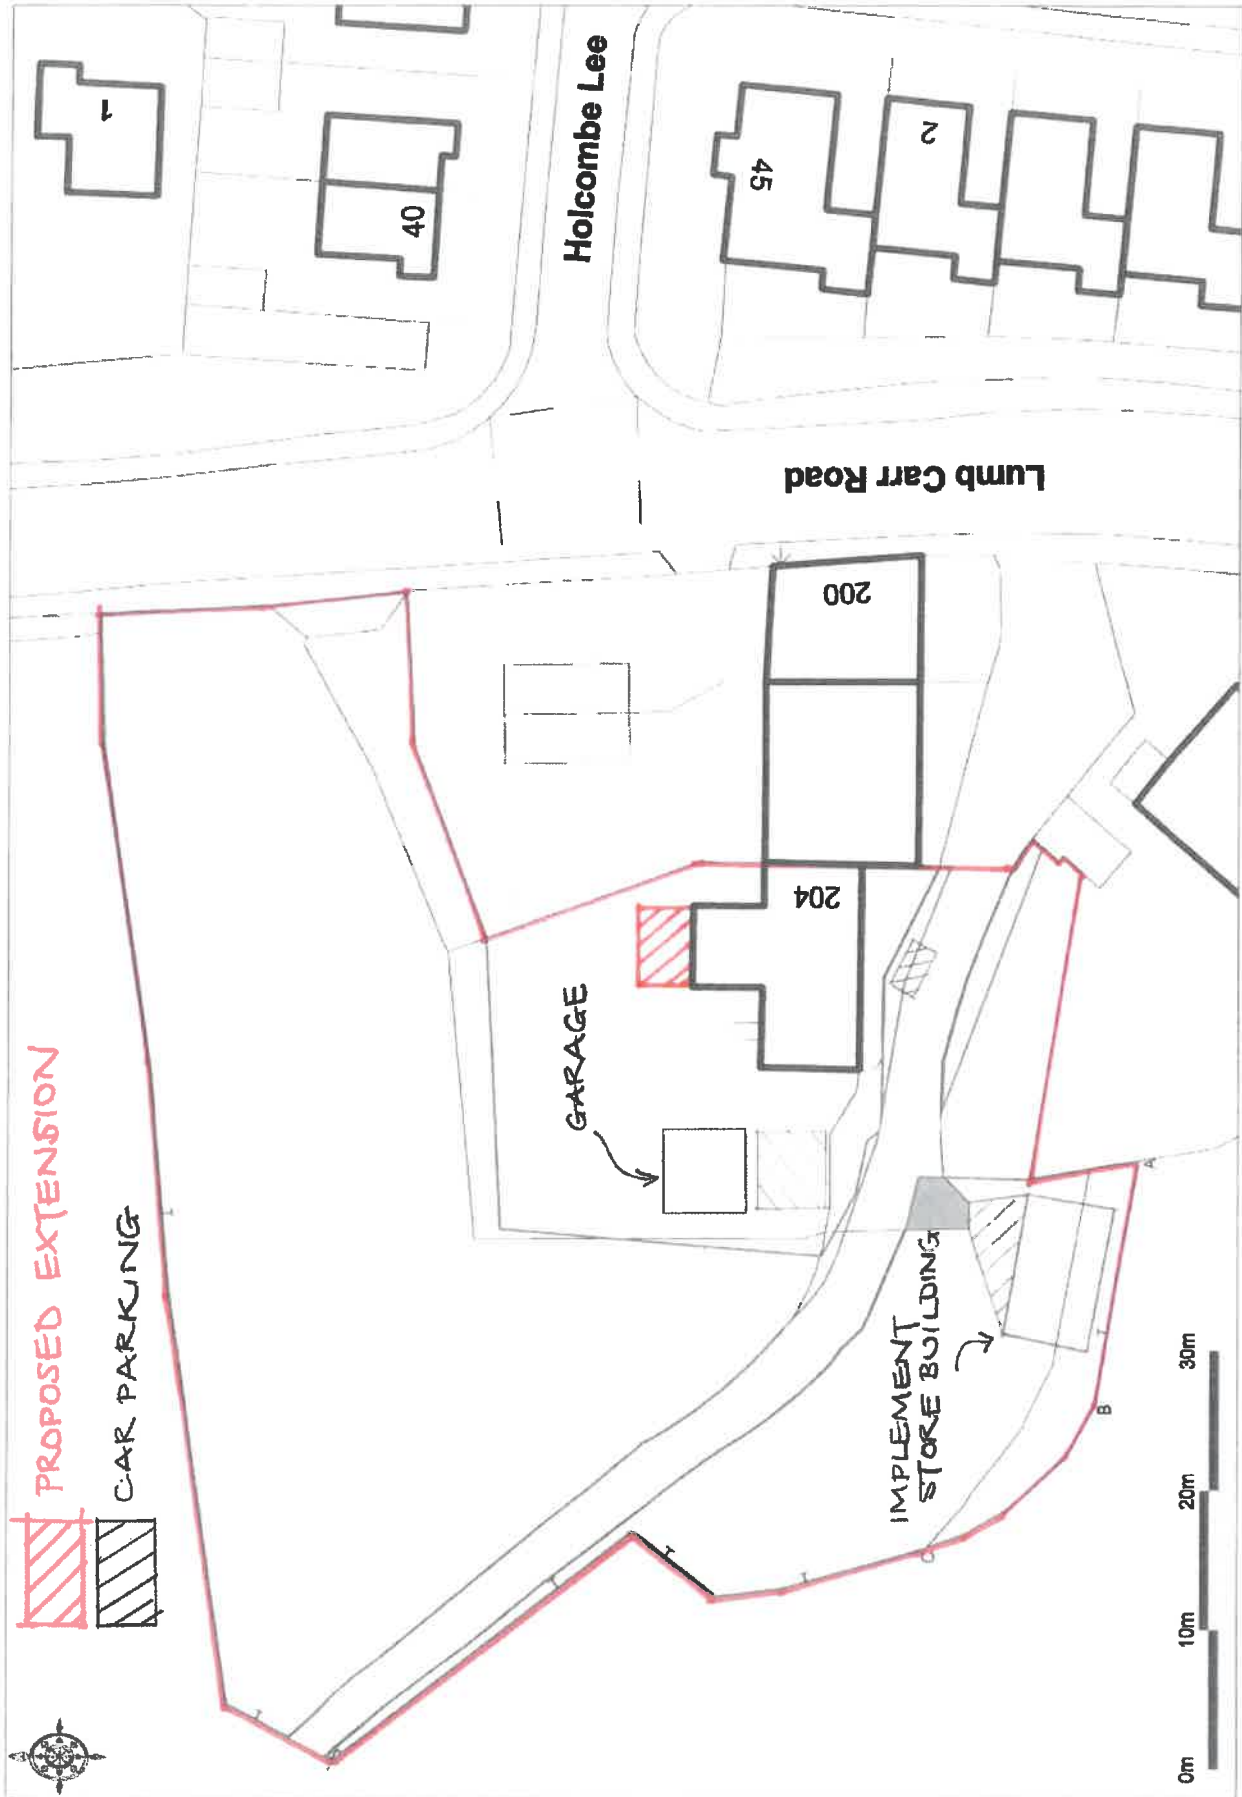 PROPOSED EXTENSION
CAR PARKING
GARAGE
IMPLEMENT
STORE BUILDING
Holcombe Lee
Lumb Carr Road
1
40
45
2
200
204
A
B
C
0m
10m
20m
30m